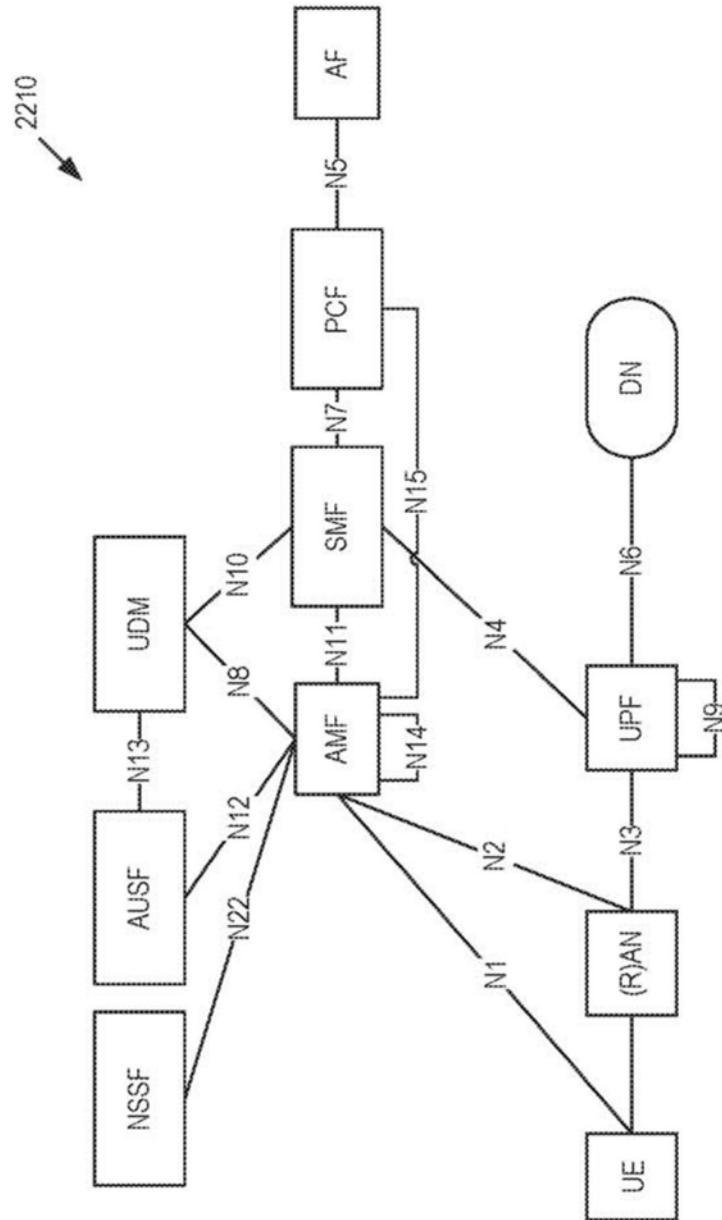 2210
NSSF
AUSF
N13
UDM
N22
N12
N8
N10
AMF
N11
SMF
N7
PCF
N5
AF
N14
N15
N1
N2
N4
UE
(R)AN
N3
UPF
N6
DN
N9